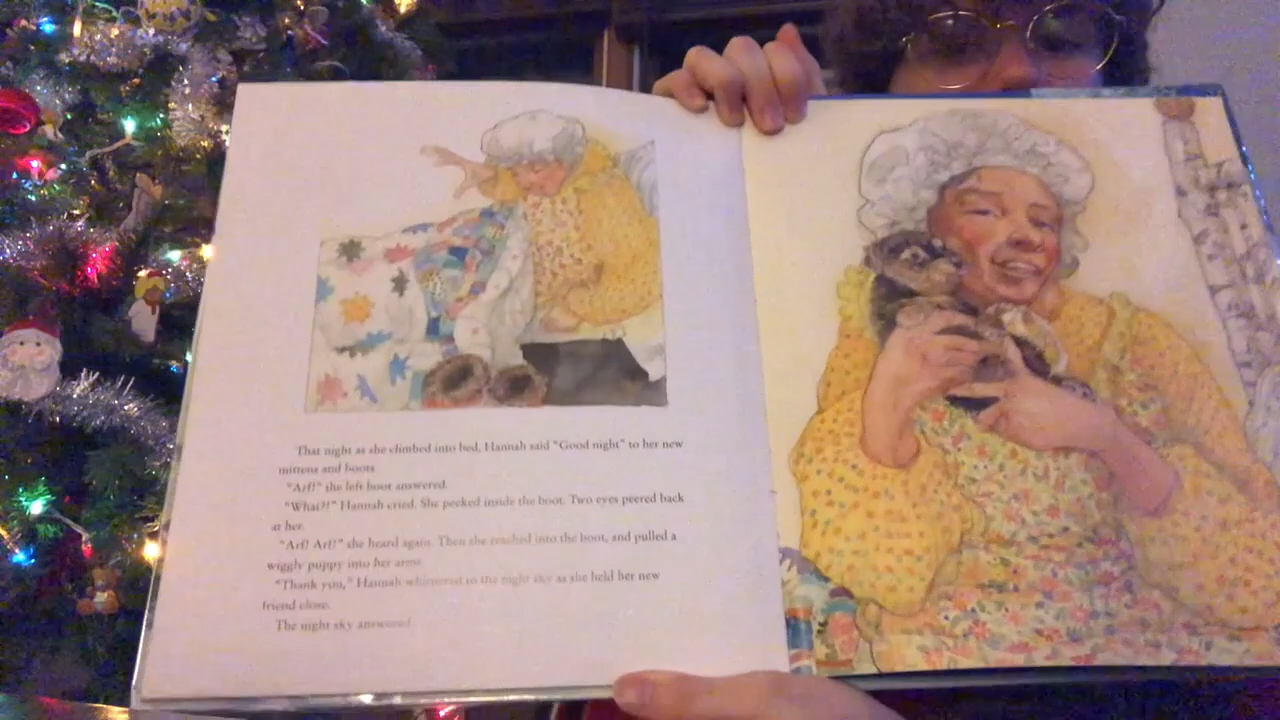 That night as she climbed into bed, Hannah said "Good night" to her new
mittens and boots
"Arf!" the left boot answered.
"What?!" Hannah cried. She peeked inside the boot. Two eyes peered back
at her.
"Arf! Arf!" she heard again. Then she reached into the boot, and pulled a
wiggly puppy into her arms
"Thank you," Hannah whispered to the night sky as she held her new
friend close.
The night sky answered